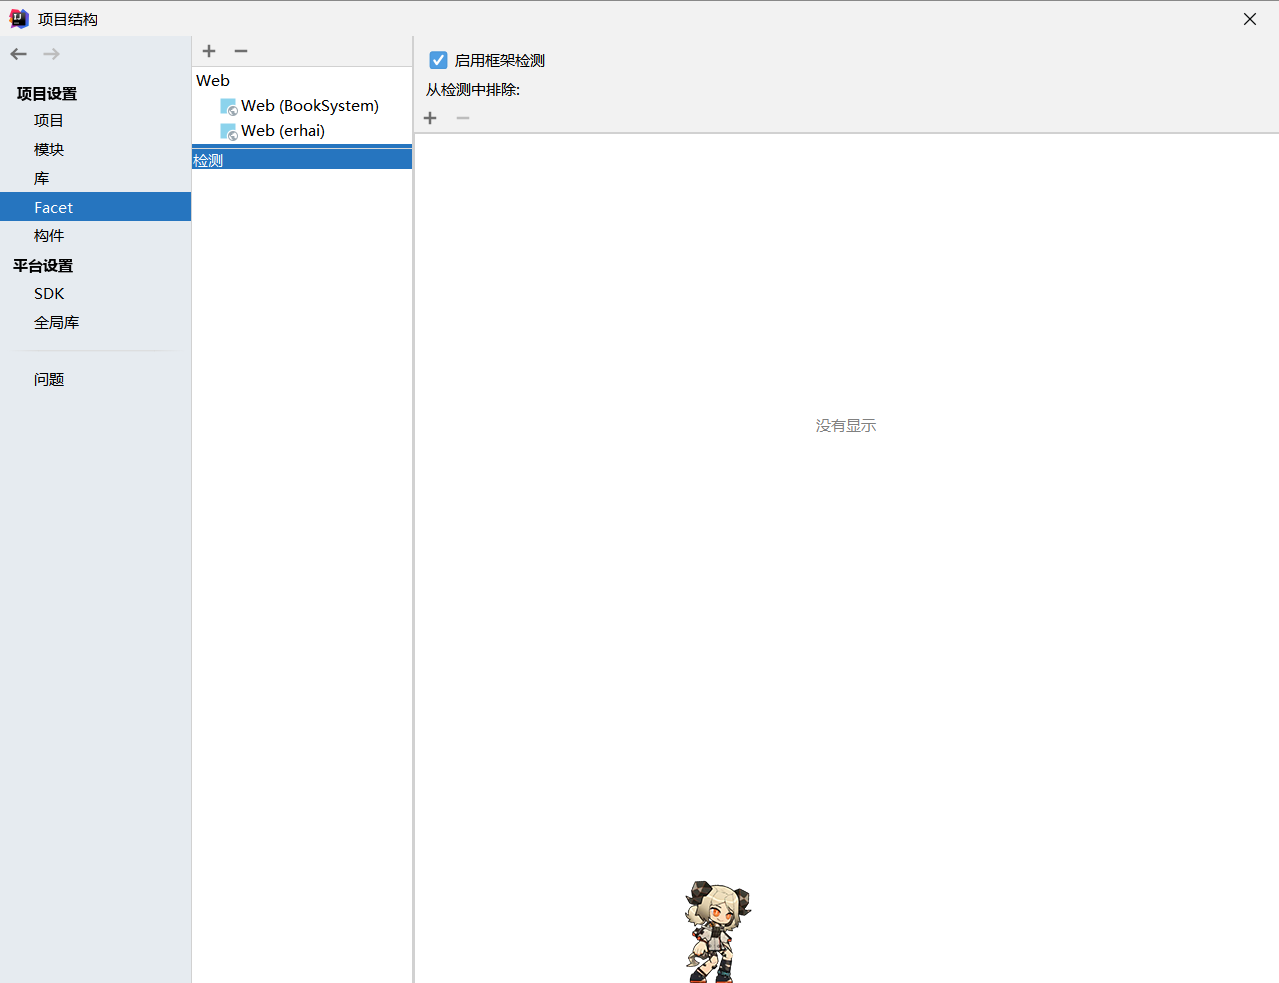 项目结构
项目设置
项目
模块
库
Facet
构件
平台设置
SDK
全局库
问题
Web
Web (BookSystem)
Web (erhai)
检测
启用框架检测
从检测中排除:
没有显示